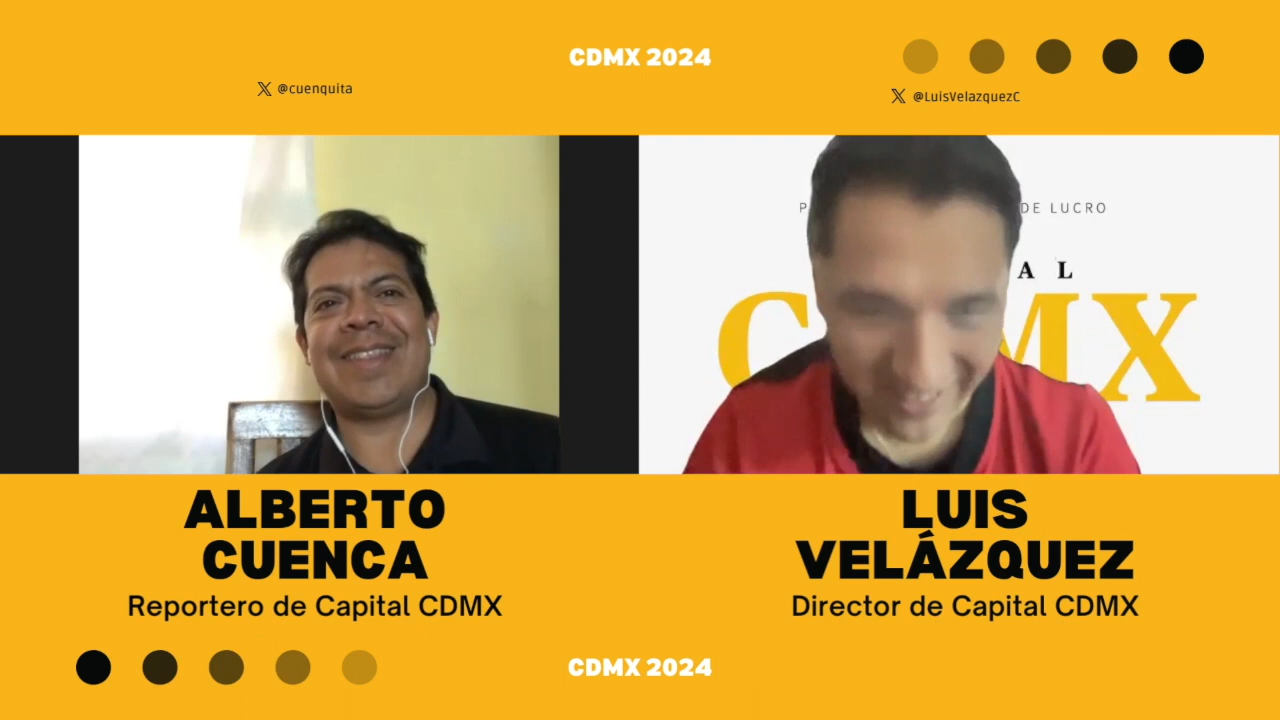 CDMX 2024
@cuenquita
@LuisVelazquezC
P DE LUCRO
A L
CMX
ALBERTO
CUENCA
Reportero de Capital CDMX
LUIS
VELÁZQUEZ
Director de Capital CDMX
CDMX 2024